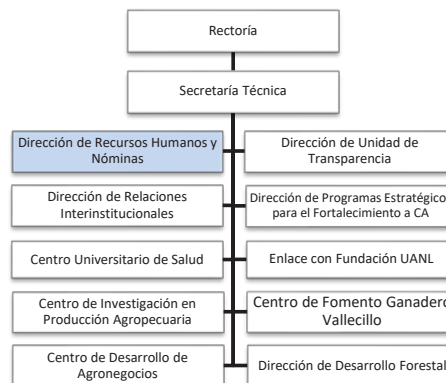 Rectoría
Secretaría Técnica
Dirección de Recursos Humanos y
Nóminas
Dirección de Unidad de
Transparencia
Dirección de Relaciones
Interinstitucionales
Dirección de Programas Estratégico
para el Fortalecimiento a CA
Centro Universitario de Salud
Enlace con Fundación UANL
Centro de Investigación en
Producción Agropecuaria
Centro de Fomento Ganadero
Vallecillo
Centro de Desarrollo de
Agronegocios
Dirección de Desarrollo Forestal